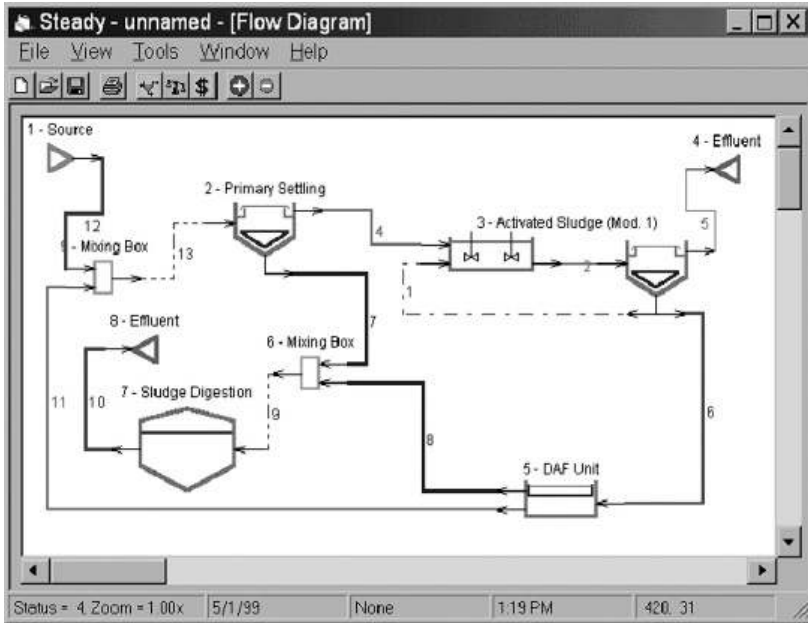 Steady - unnamed - [Flow Diagram]
File View Tools Window Help
$
1 - Source
4 - Effluent
2 - Primary Settling
12
4
3 - Activated Sludge (Mod. 1)
5
- Mixing Box
13
2
1
7
8 - Effluent
6 - Mixing Box
7 - Sludge Digestion
11
10
9
8
6
5 - DAF Unit
Status = 4, Zoom = 1.00x 5/1/99 None 1:19 PM 420, 31